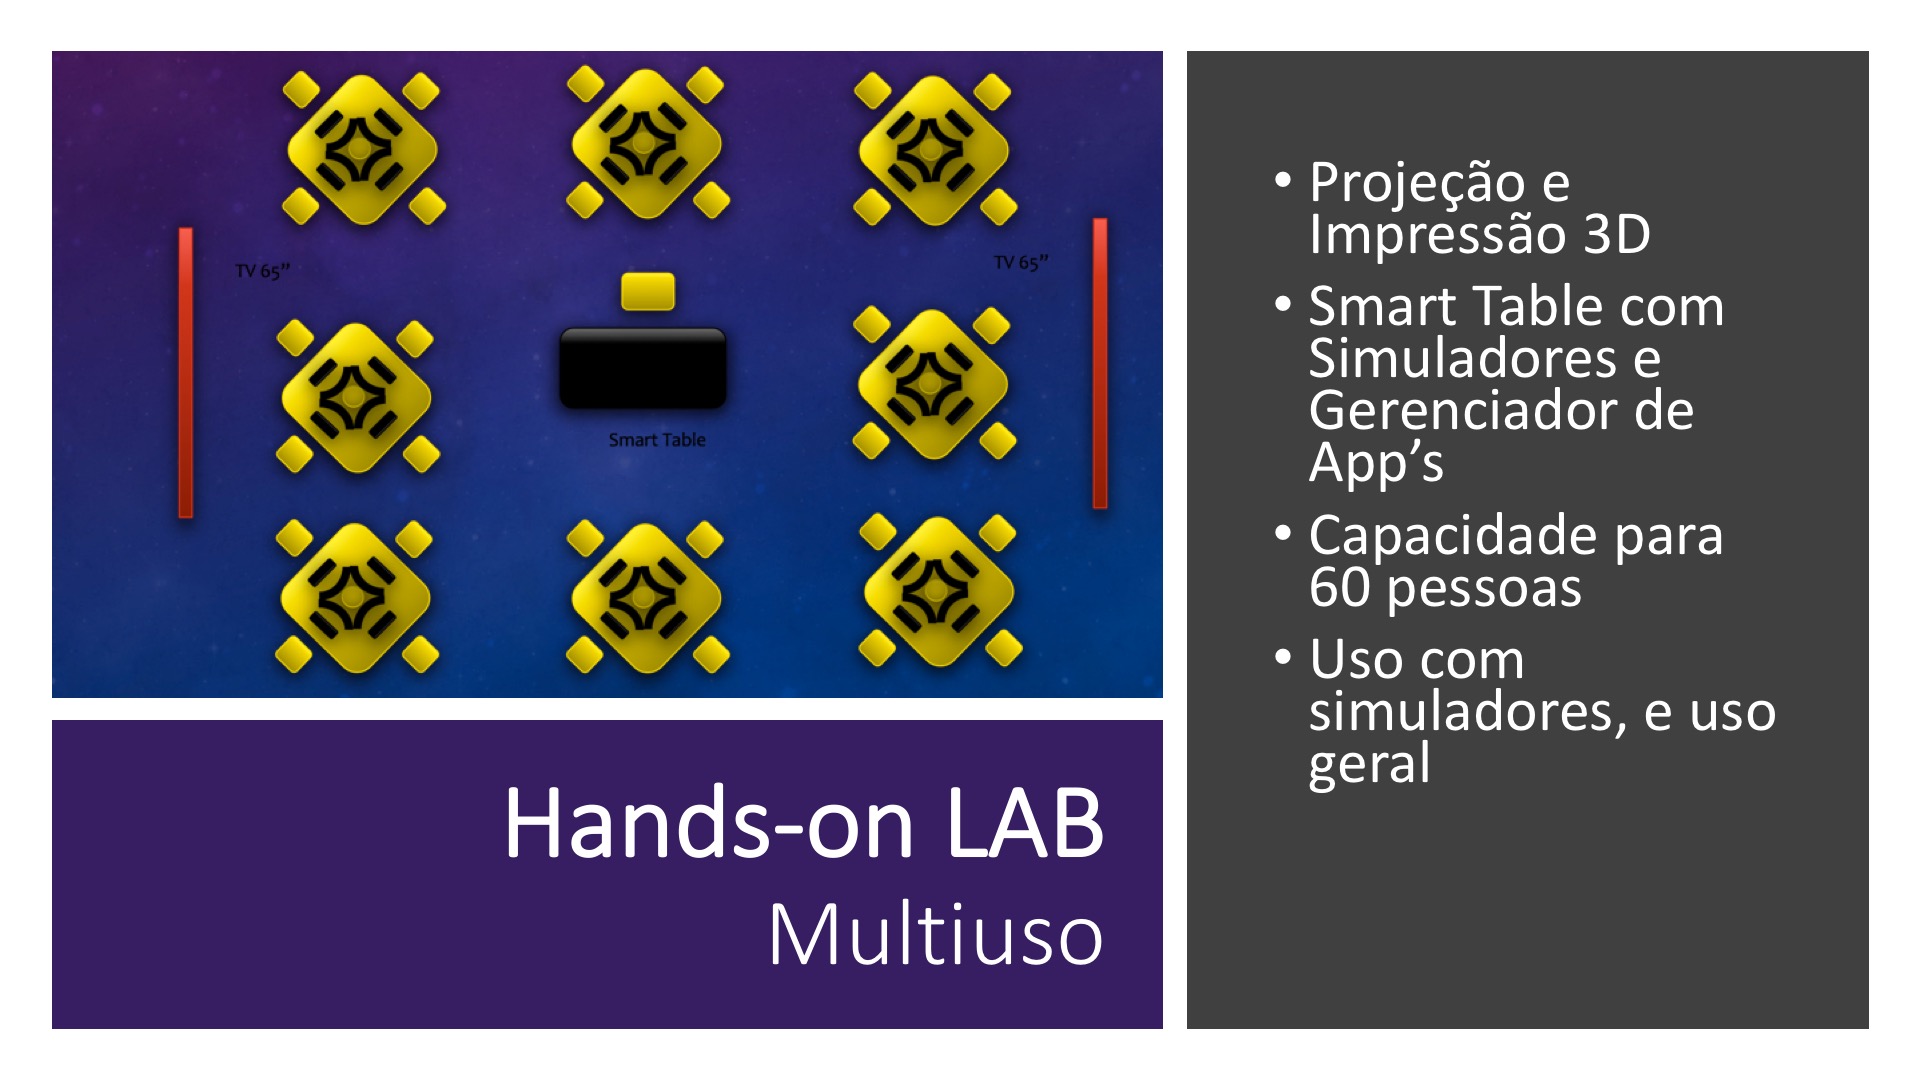 TV 65”
TV 65”
Smart Table
Hands-on LAB
Multiuso
• Projeção e
Impressão 3D
• Smart Table com
Simuladores e
Gerenciador de
App’s
• Capacidade para
60 pessoas
• Uso com
simuladores, e uso
geral